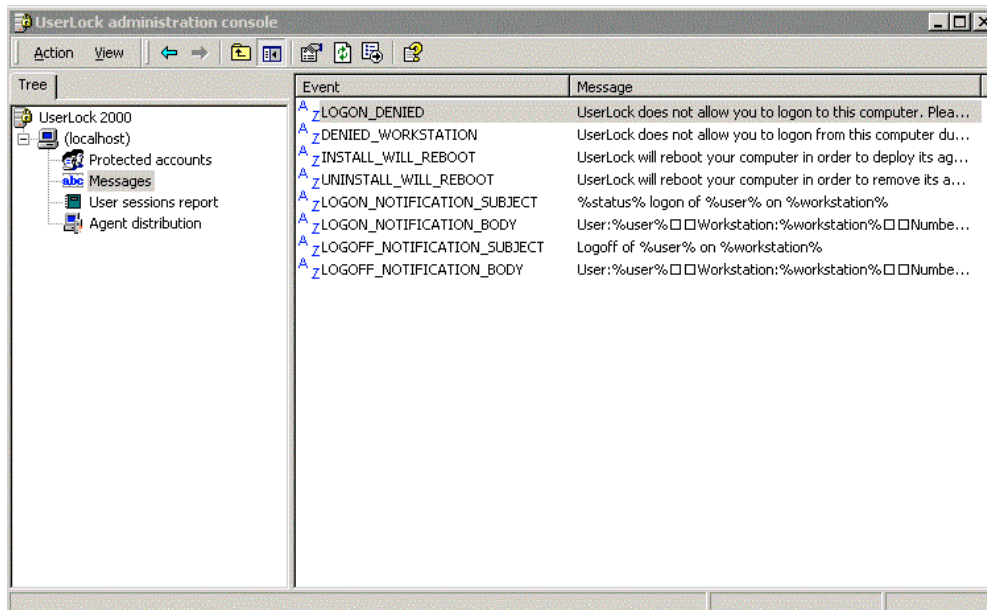 UserLock administration console
Action View
Tree
UserLock 2000
(localhost)
Protected accounts
abc Messages
User sessions report
Agent distribution
Event Message
LOGON_DENIED UserLock does not allow you to logon to this computer. Plea...
DENIED_WORKSTATION UserLock does not allow you to logon from this computer du...
INSTALL_WILL_REBOOT UserLock will reboot your computer in order to deploy its ag...
UNINSTALL_WILL_REBOOT UserLock will reboot your computer in order to remove its a...
LOGON_NOTIFICATION_SUBJECT %status% logon of %user% on %workstation%
LOGON_NOTIFICATION_BODY User:%user%□□Workstation:%workstation%□□Numbe...
LOGOFF_NOTIFICATION_SUBJECT Logoff of %user% on %workstation%
LOGOFF_NOTIFICATION_BODY User:%user%□□Workstation:%workstation%□□Numbe...